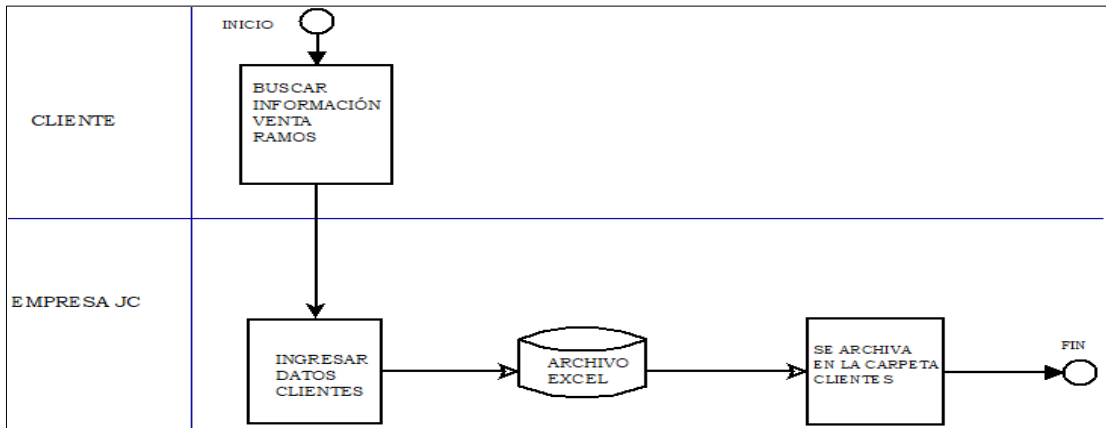 INICIO
BUSCAR
INFORMACIÓN
VENTA
RAMOS
CLIENTE
EMPRESA JC
INGRESAR
DATOS
CLIENTES
ARCHIVO
EXCEL
SE ARCHIVA
EN LA CARPETA
CLIENTES
FIN